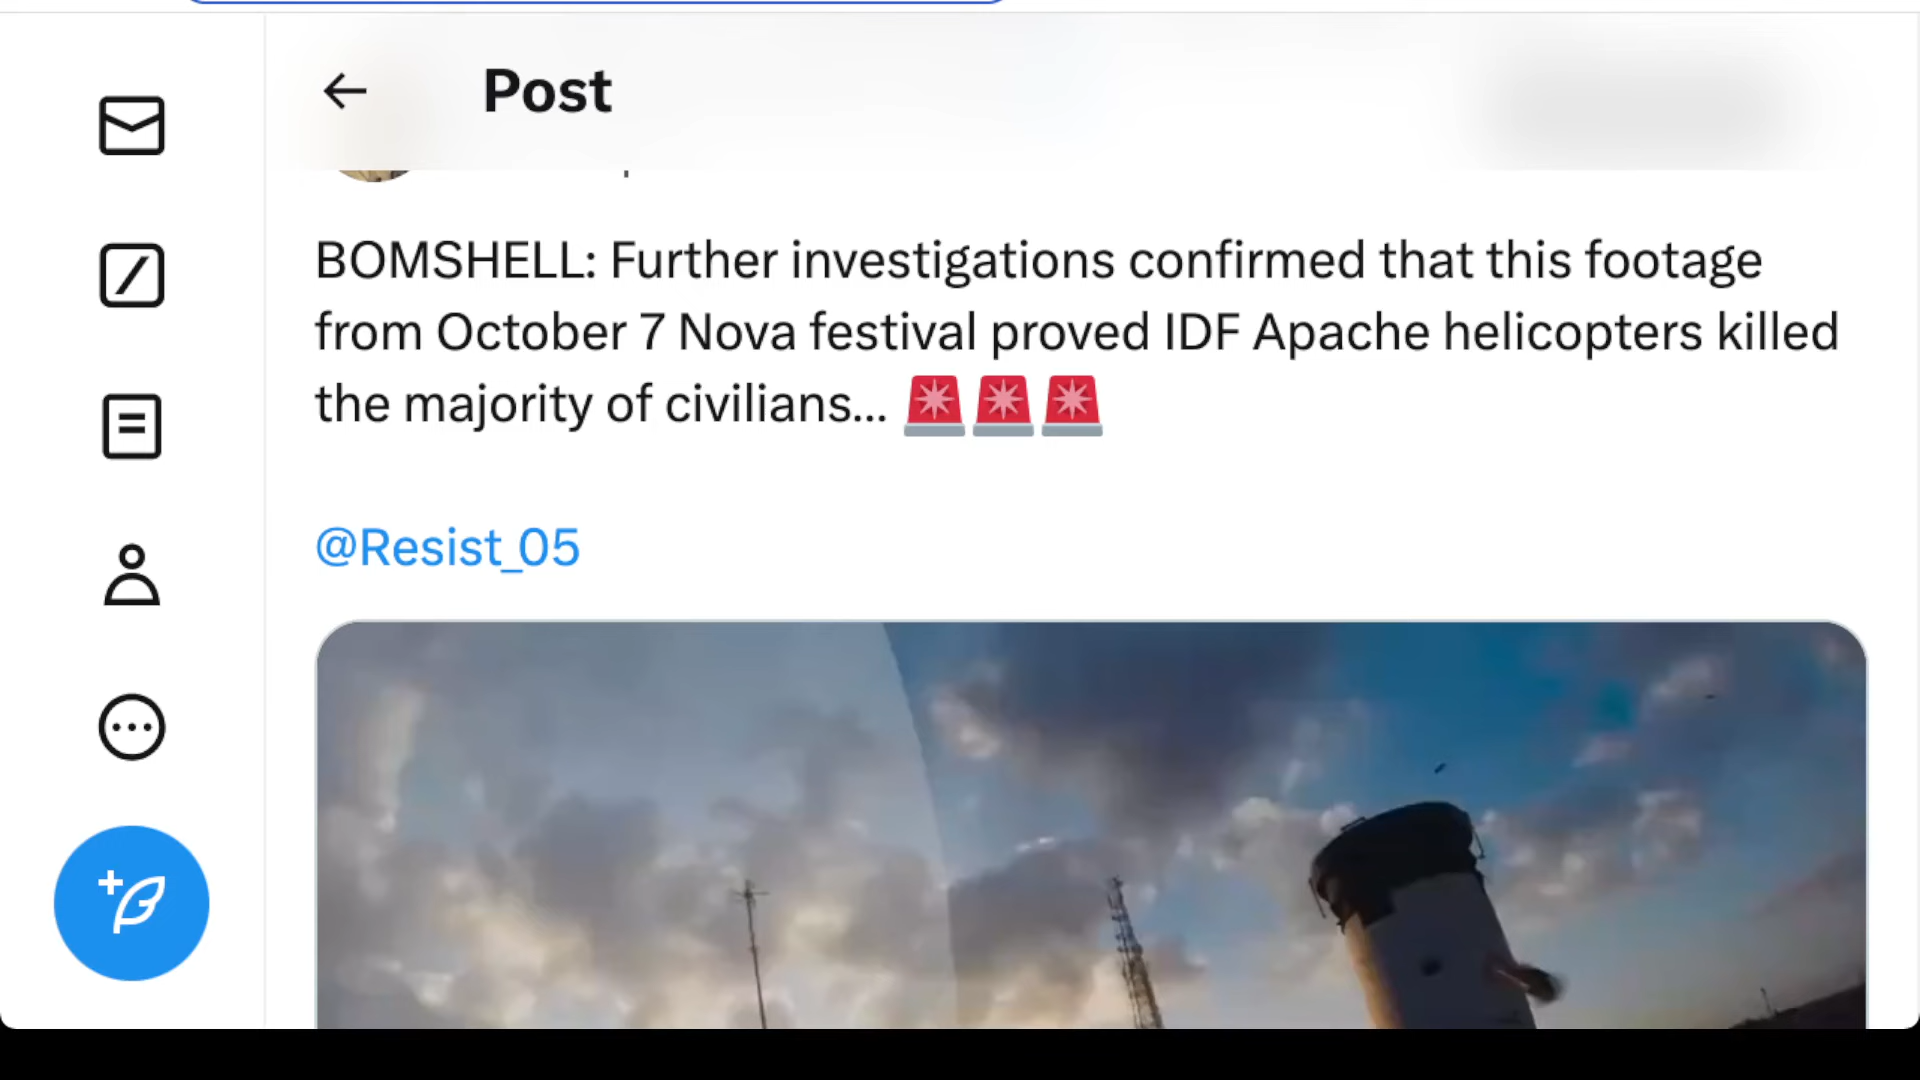 Post
BOMSHELL: Further investigations confirmed that this footage
from October 7 Nova festival proved IDF Apache helicopters killed
the majority of civilians... 🚨🚨🚨
@Resist_05